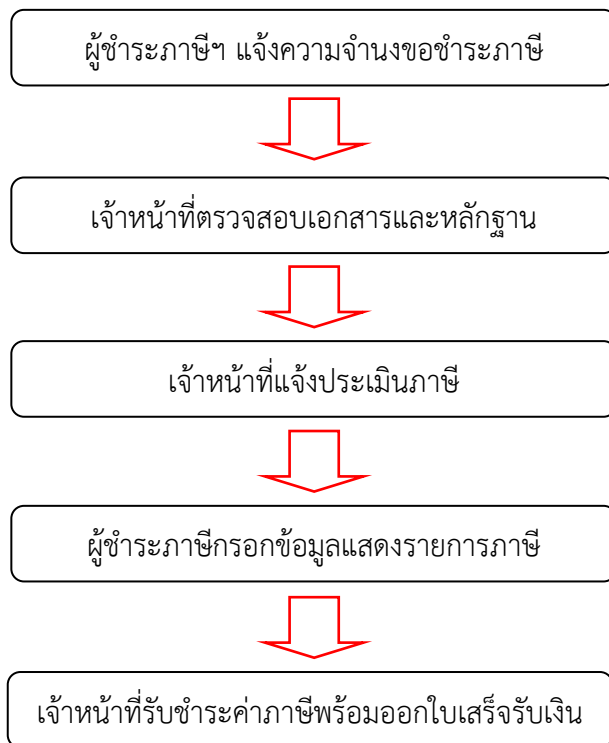 ผู้ชำระภาษีฯ แจ้งความจำนงขอชำระภาษี
เจ้าหน้าที่ตรวจสอบเอกสารและหลักฐาน
เจ้าหน้าที่แจ้งประเมินภาษี
ผู้ชำระภาษีกรอกข้อมูลแสดงรายการภาษี
เจ้าหน้าที่รับชำระค่าภาษีพร้อมออกใบเสร็จรับเงิน